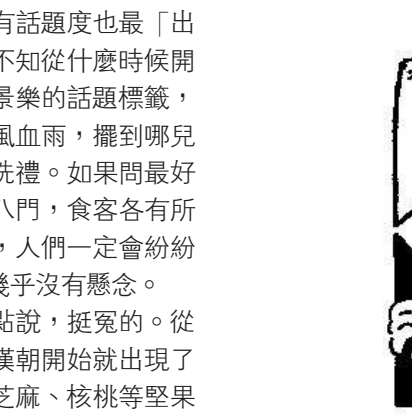 有話題度也最「出
不知從什麼時候開
景樂的話題標籤，
風血雨，擺到哪兒
洗禮。如果問最好
八門，食客各有所
，人們一定會紛紛
幾乎沒有懸念。
點說，挺冤的。從
漢朝開始就出現了
芝麻、核桃等堅果